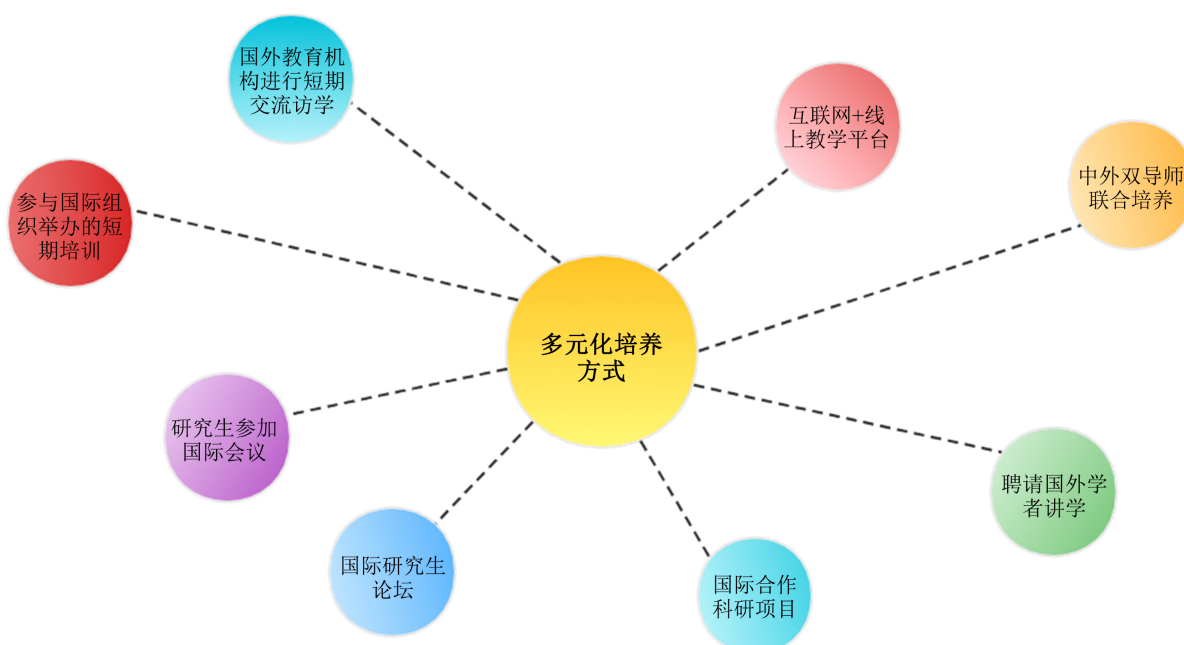 国外教育机
构进行短期
交流访学
互联网+线
上教学平台
中外双导师
联合培养
参与国际组
织举办的短
期培训
多元化培养
方式
研究生参加
国际会议
聘请国外学
者讲学
国际研究生
论坛
国际合作
科研项目